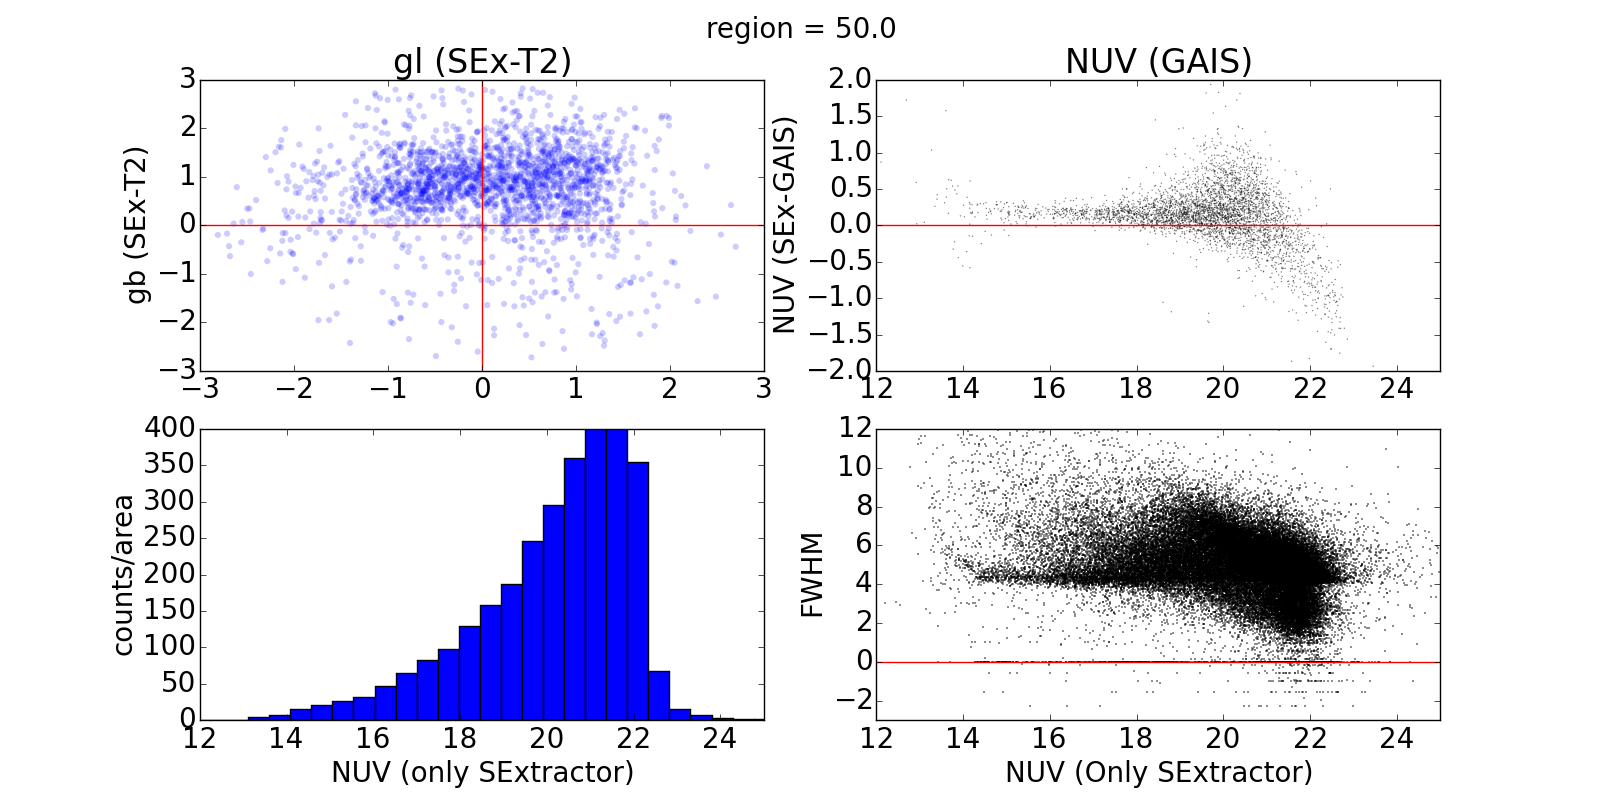 region = 50.0
gl (SEx-T2)
NUV (GAIS)
gb (SEx-T2)
3
2
1
0
−1
−2
−3
−3 −2 −1 0 1 2 3
NUV (SEx-GAIS)
2.0
1.5
1.0
0.5
0.0
−0.5
−1.0
−1.5
−2.0
12 14 16 18 20 22 24
counts/area
400
350
300
250
200
150
100
50
0
12 14 16 18 20 22 24
NUV (only SExtractor)
FWHM
12
10
8
6
4
2
0
−2
12 14 16 18 20 22 24
NUV (Only SExtractor)